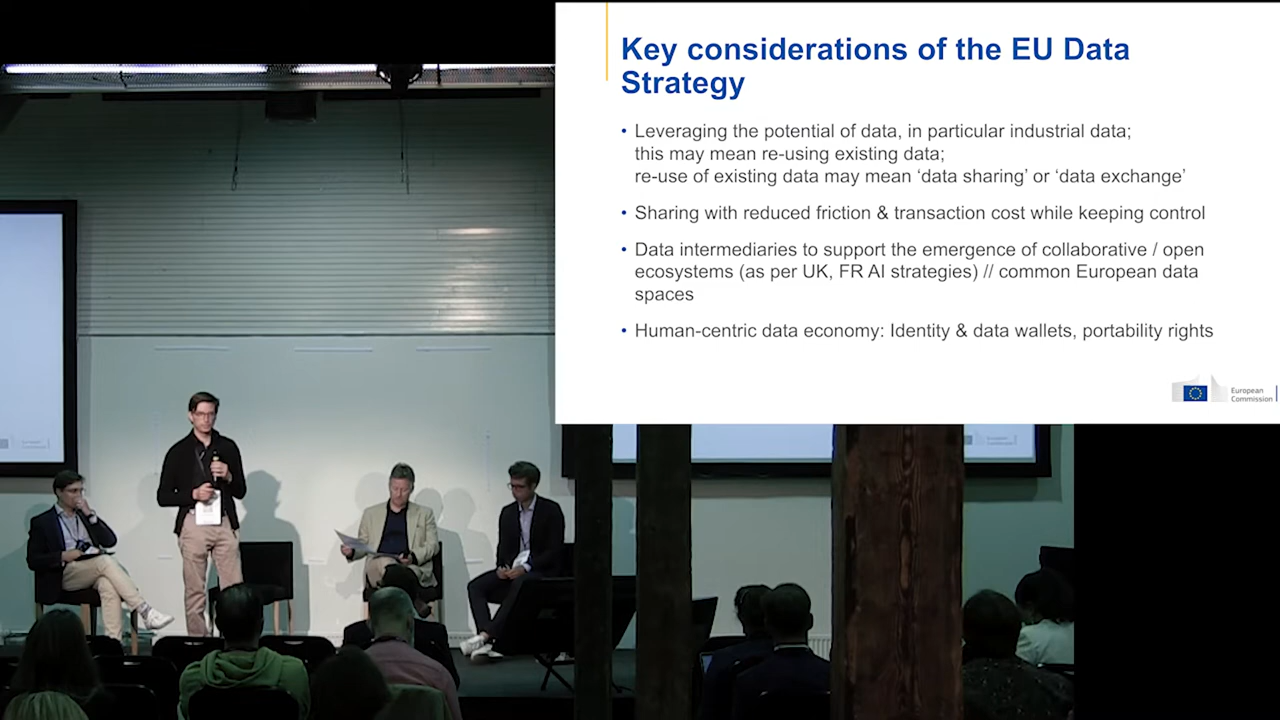 Key considerations of the EU Data
Strategy
• Leveraging the potential of data, in particular industrial data;
this may mean re-using existing data;
re-use of existing data may mean ‘data sharing’ or ‘data exchange’
• Sharing with reduced friction & transaction cost while keeping control
• Data intermediaries to support the emergence of collaborative / open
ecosystems (as per UK, FR AI strategies) // common European data
spaces
• Human-centric data economy: Identity & data wallets, portability rights
European
Commission